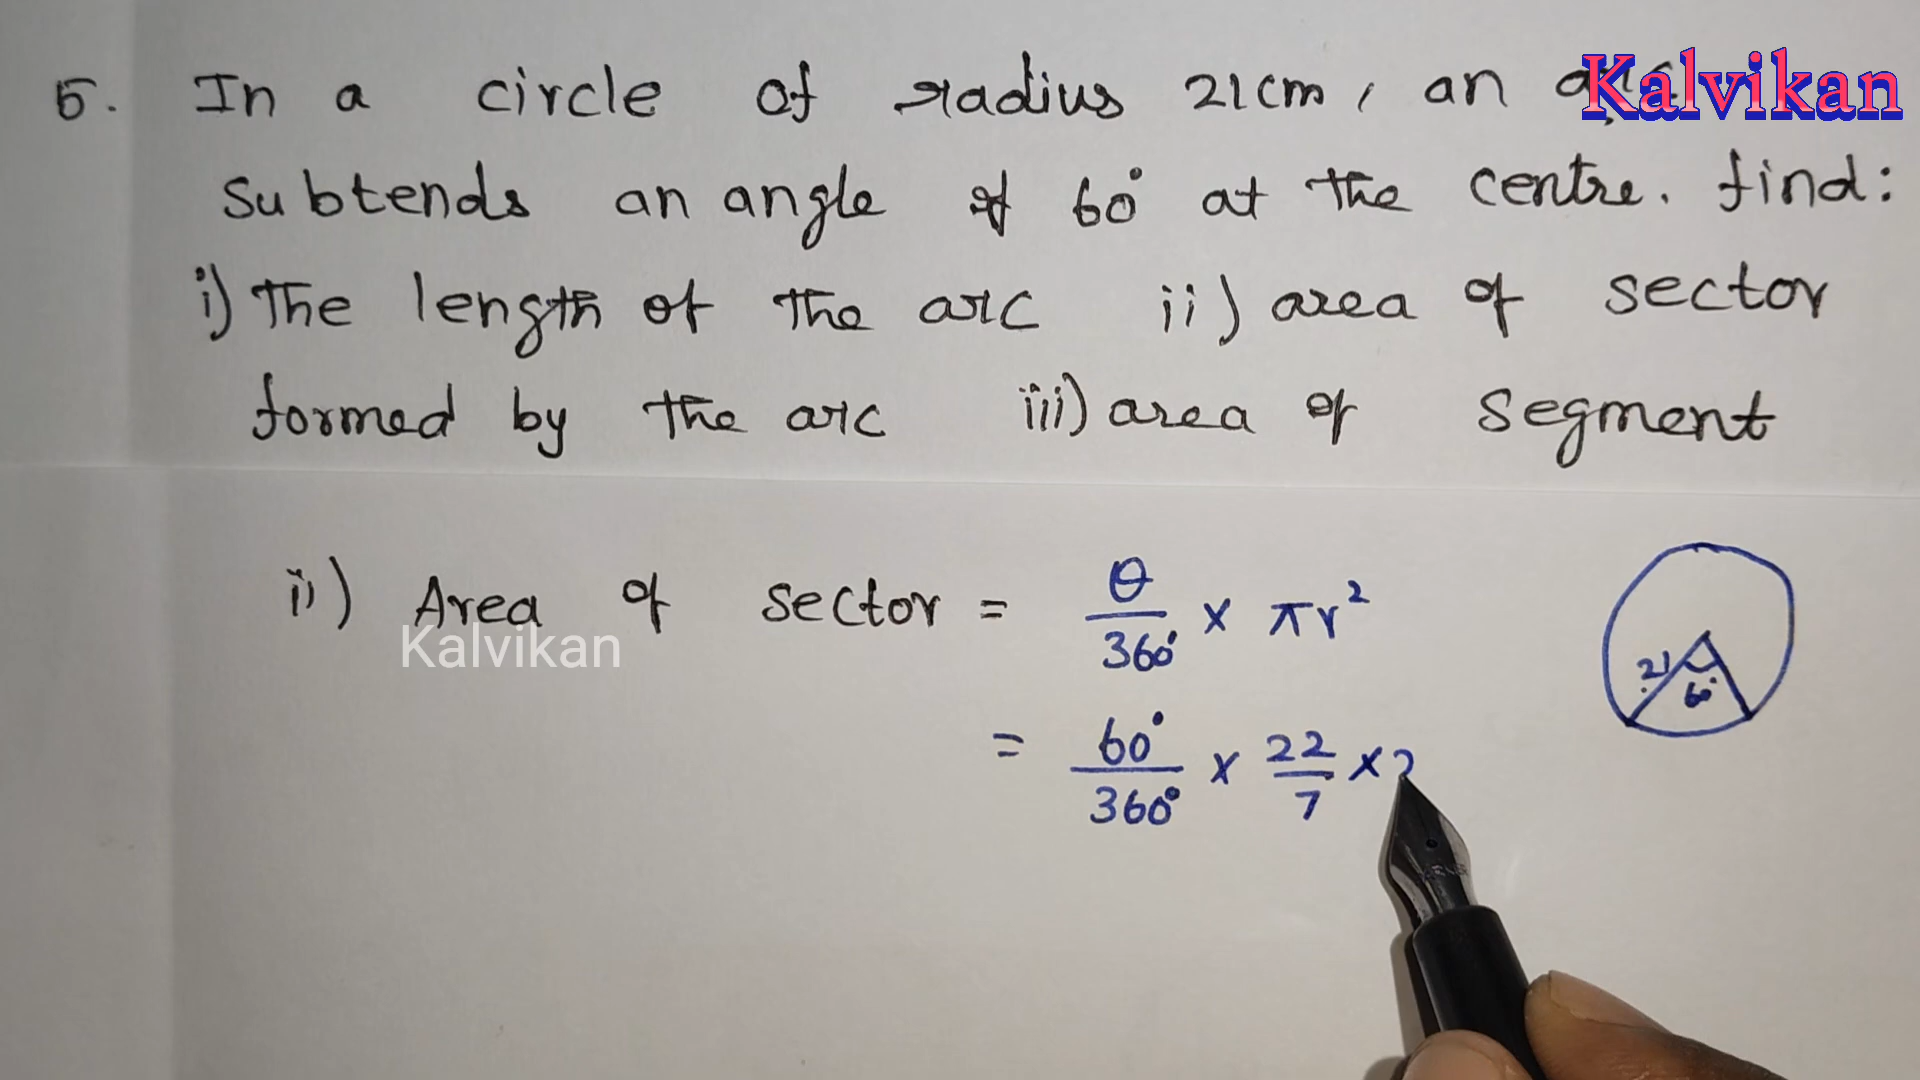 Kalvikan
5. In a circle of radius 21cm, an arc
subtends an angle of 60° at the centre. find:
i) The length of the arc ii) area of sector
formed by the arc iii) area of segment
ii) Area of sector = θ/360° × πr²
Kalvikan
= 60°/360° × 22/7 × 2
21
60°